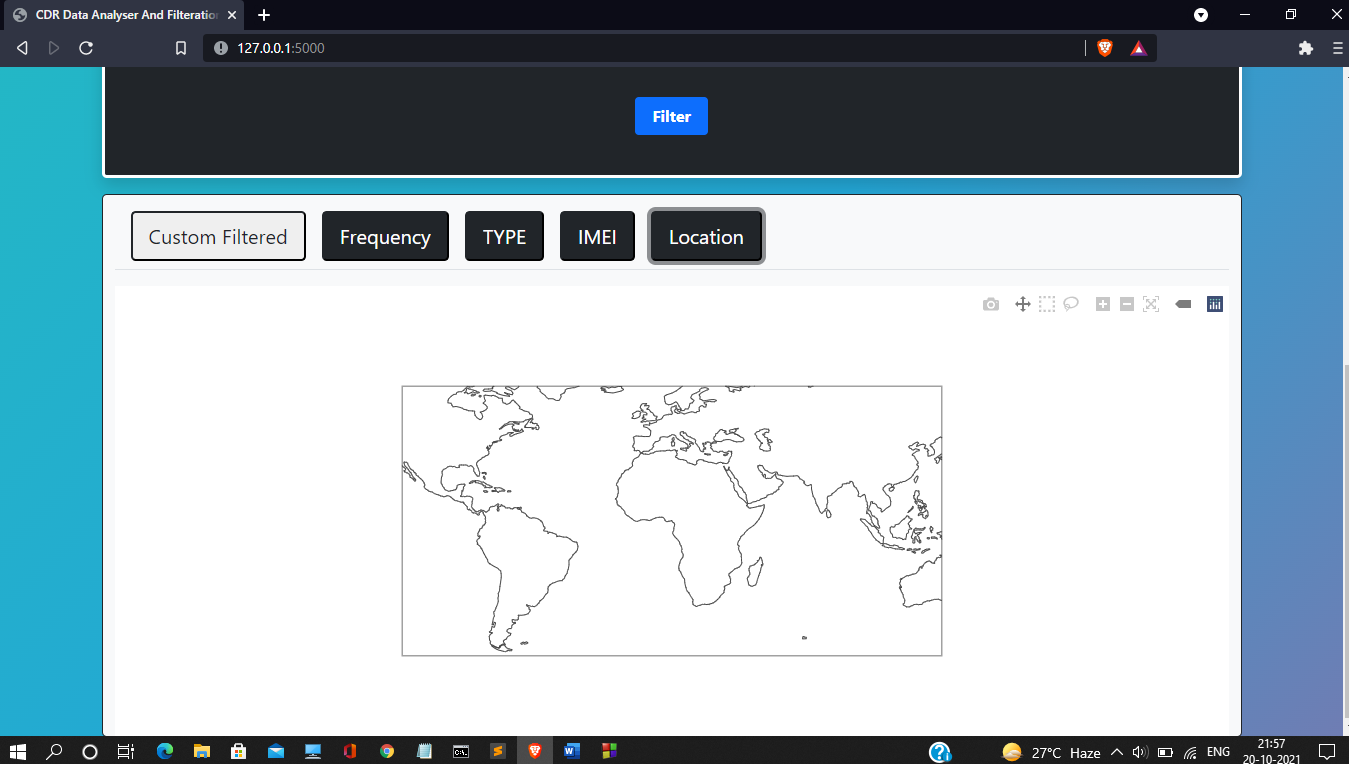 CDR Data Analyser And Filteratio
127.0.0.1:5000
Filter
Custom Filtered
Frequency
TYPE
IMEI
Location
27°C Haze
ENG
21:57
20-10-2021